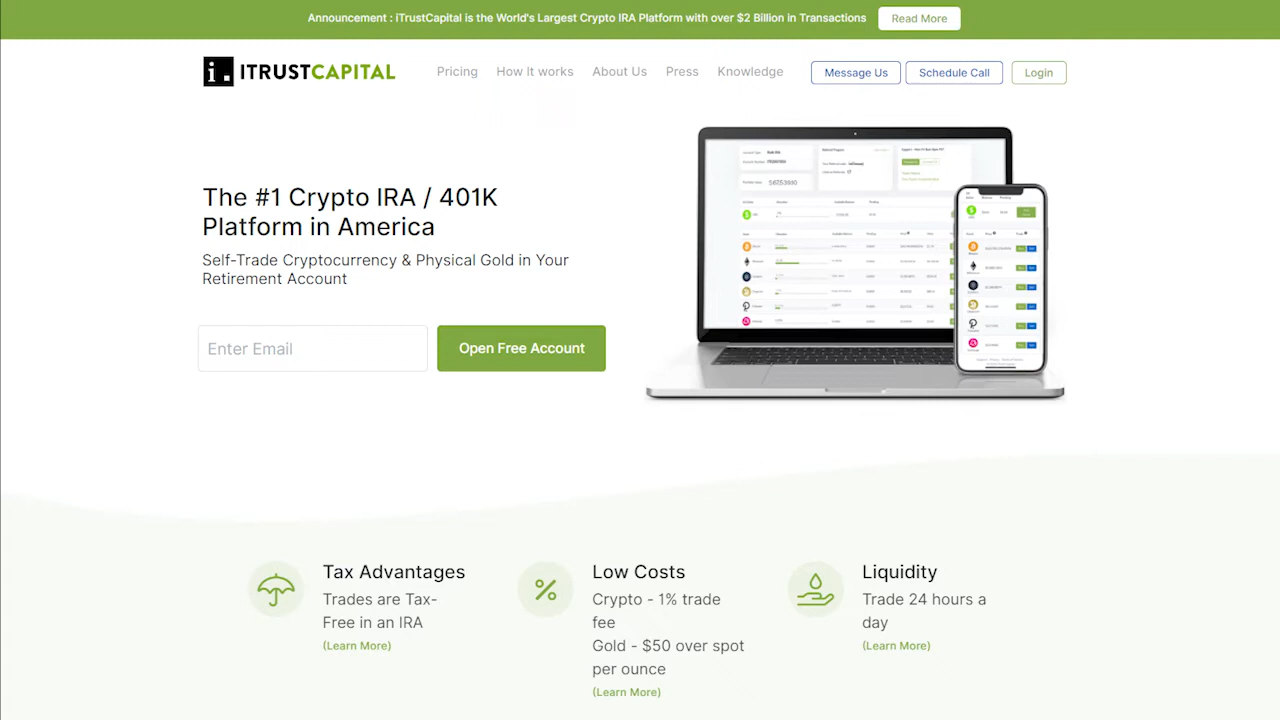 Announcement : iTrustCapital is the World's Largest Crypto IRA Platform with over $2 Billion in Transactions
Read More
i.
ITRUSTCAPITAL
Pricing
How It works
About Us
Press
Knowledge
Message Us
Schedule Call
Login
The #1 Crypto IRA / 401K
Platform in America
Self-Trade Cyptocurrency & Physical Gold in Your
Retirement Account
Enter Email
Open Free Account
Tax Advantages
Trades are Tax-
Free in an IRA
(Learn More)
Low Costs
Crypto - 1% trade
fee
Gold - $50 over spot
per ounce
(Learn More)
Liquidity
Trade 24 hours a
day
(Learn More)